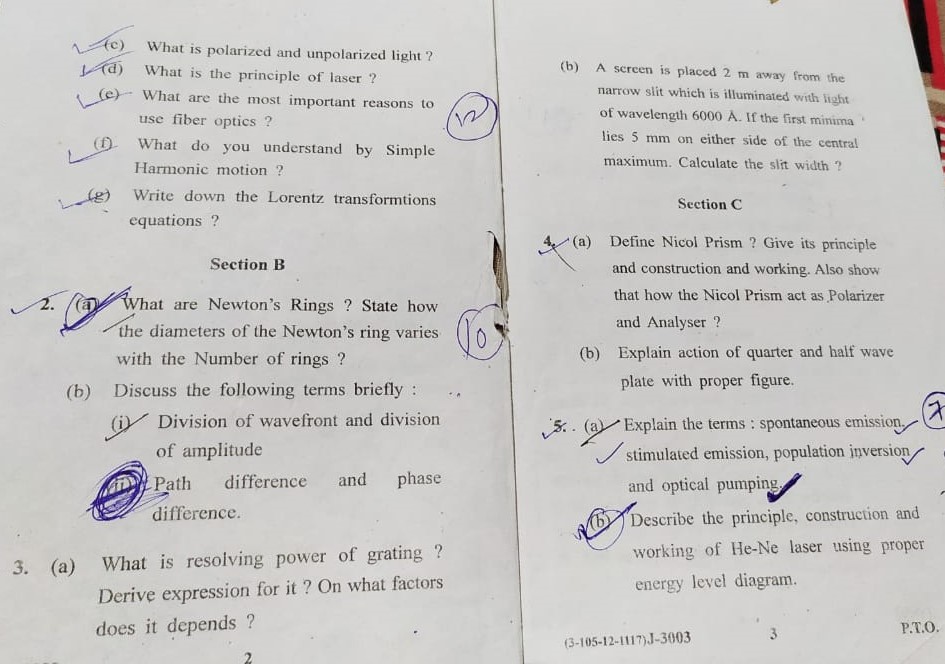 (c) What is polarized and unpolarized light ?
(d) What is the principle of laser ?
(e) What are the most important reasons to
use fiber optics ?
12
(f) What do you understand by Simple
Harmonic motion ?
(g) Write down the Lorentz transformtions
equations ?
Section B
2. (a) What are Newton's Rings ? State how
the diameters of the Newton's ring varies
with the Number of rings ?
10
(b) Discuss the following terms briefly :
(i) Division of wavefront and division
of amplitude
(ii) Path difference and phase
difference.
3. (a) What is resolving power of grating ?
Derive expression for it ? On what factors
does it depends ?
2
(b) A screen is placed 2 m away from the
narrow slit which is illuminated with light
of wavelength 6000 Å. If the first minima
lies 5 mm on either side of the central
maximum. Calculate the slit width ?
Section C
4. (a) Define Nicol Prism ? Give its principle
and construction and working. Also show
that how the Nicol Prism act as Polarizer
and Analyser ?
(b) Explain action of quarter and half wave
plate with proper figure.
5. (a) Explain the terms : spontaneous emission,
7
stimulated emission, population inversion
and optical pumping.
(b) Describe the principle, construction and
working of He-Ne laser using proper
energy level diagram.
(3-105-12-1117)J-3003 3 P.T.O.